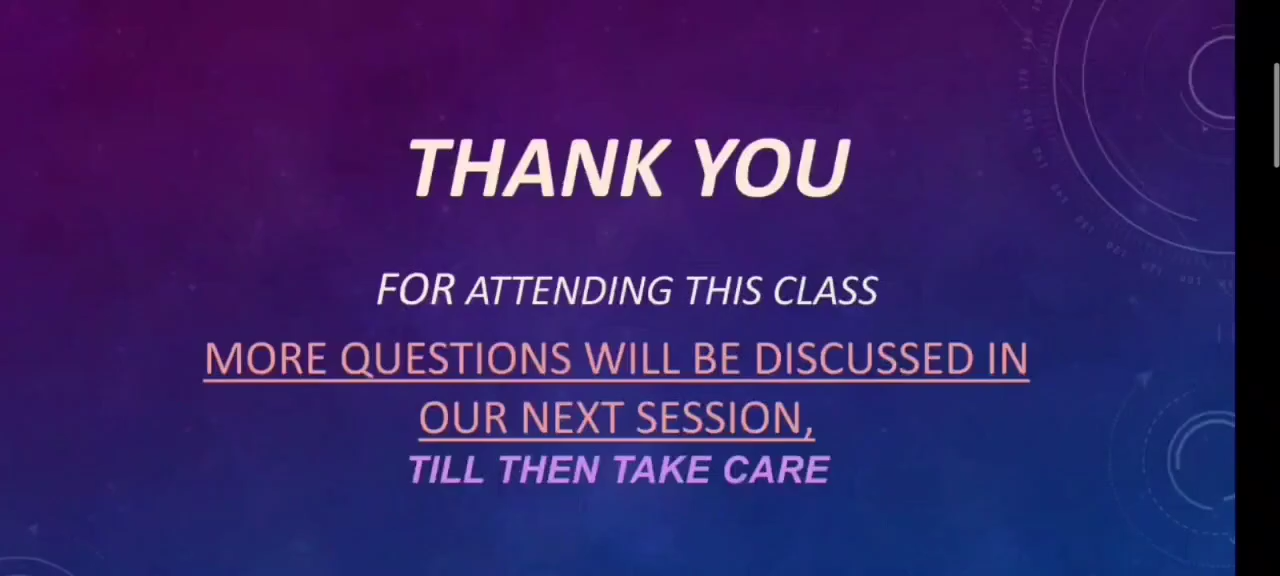 THANK YOU
FOR ATTENDING THIS CLASS
MORE QUESTIONS WILL BE DISCUSSED IN
OUR NEXT SESSION,
TILL THEN TAKE CARE